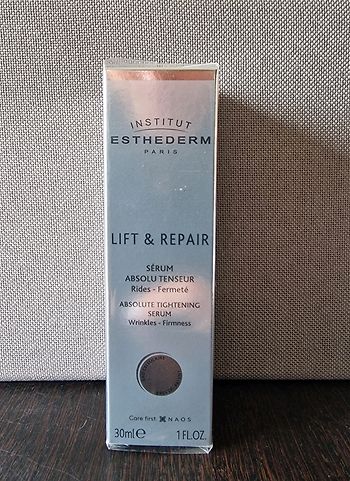 INSTITUT
ESTHEDERM
PARIS
LIFT & REPAIR
SÉRUM
ABSOLU TENSEUR
Rides - Fermeté
ABSOLUTE TIGHTENING
SERUM
Wrinkles - Firmness
Care first. NAOS
30ml e 1 FL.OZ.